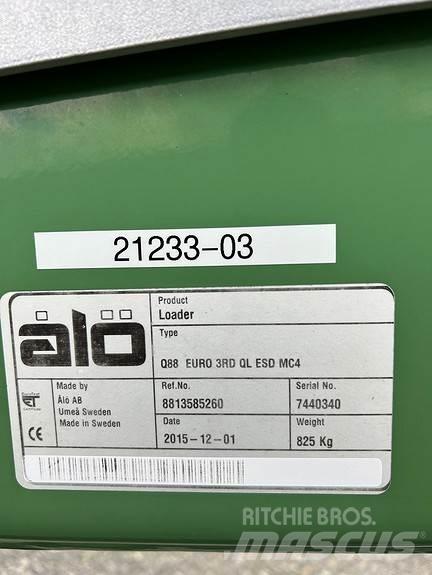 21233-03
ålö
Product
Loader
Type
Q88 EURO 3RD QL ESD MC4
Made by
Ålö AB
Umeå Sweden
Made in Sweden
Ref.No.
8813585260
Serial No.
7440340
Date
2015-12-01
Weight
825 Kg
CE
RITCHIE BROS.
MASCUS